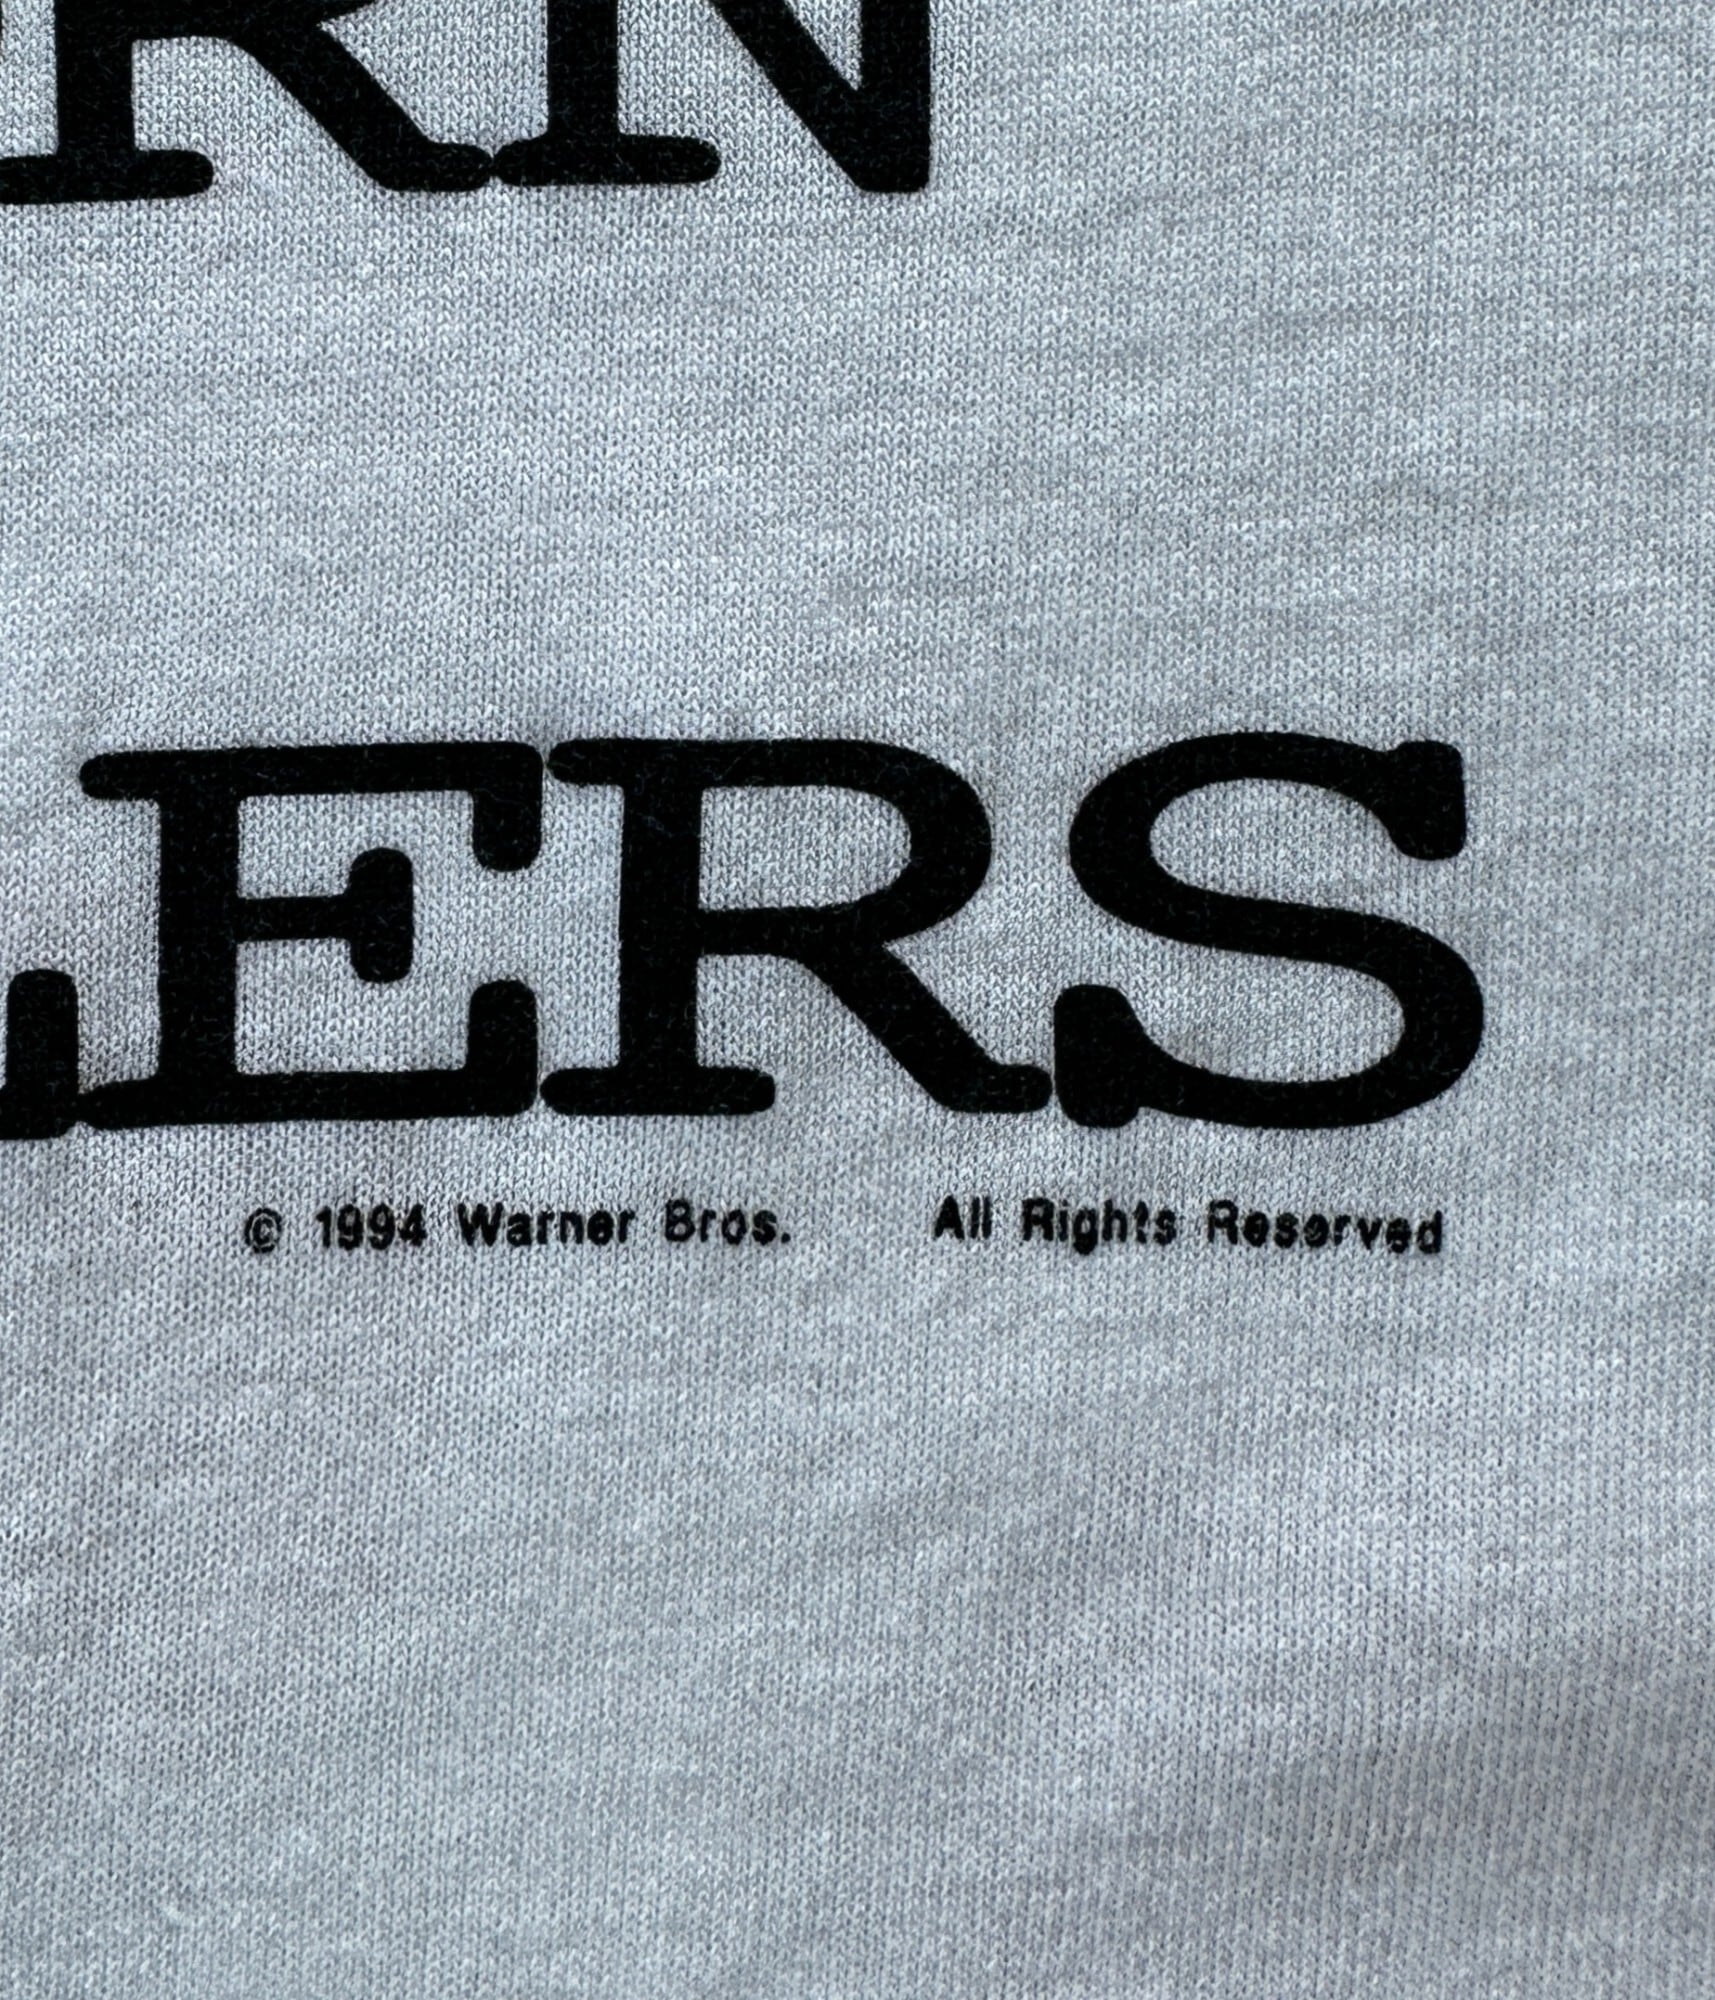 RN
ERS
© 1994 Warner Bros. All Rights Reserved